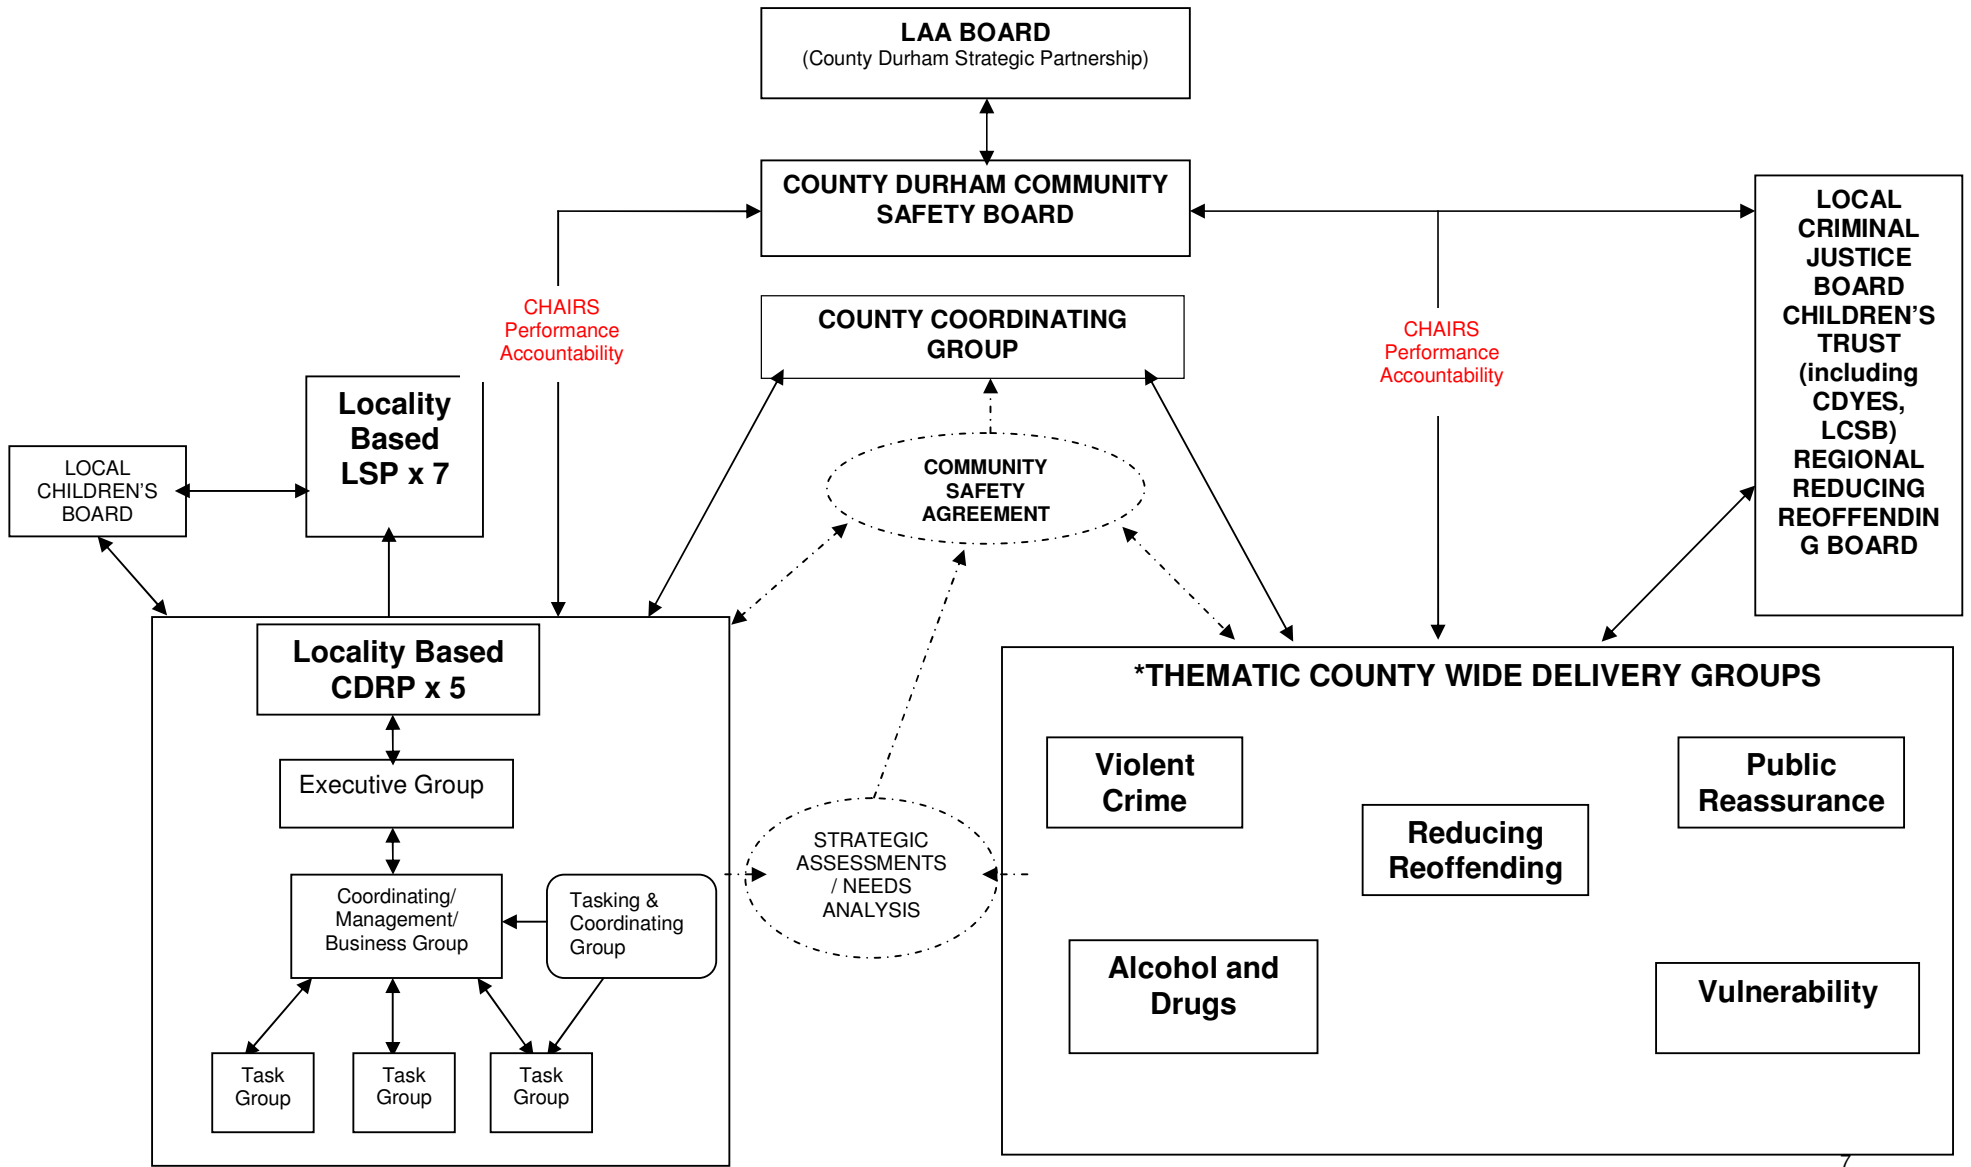 LAA BOARD
(County Durham Strategic Partnership)
COUNTY DURHAM COMMUNITY
SAFETY BOARD
LOCAL
CRIMINAL
JUSTICE
BOARD
CHILDREN'S
TRUST
(including
CDYES,
LCSB)
REGIONAL
REDUCING
REOFFENDIN
G BOARD
CHAIRS
Performance
Accountability
COUNTY COORDINATING
GROUP
CHAIRS
Performance
Accountability
Locality
Based
LSP x 7
LOCAL
CHILDREN'S
BOARD
COMMUNITY
SAFETY
AGREEMENT
Locality Based
CDRP x 5
Executive Group
Coordinating/
Management/
Business Group
Tasking &
Coordinating
Group
Task
Group
Task
Group
Task
Group
STRATEGIC
ASSESSMENTS
/ NEEDS
ANALYSIS
*THEMATIC COUNTY WIDE DELIVERY GROUPS
Violent
Crime
Public
Reassurance
Reducing
Reoffending
Alcohol and
Drugs
Vulnerability
7